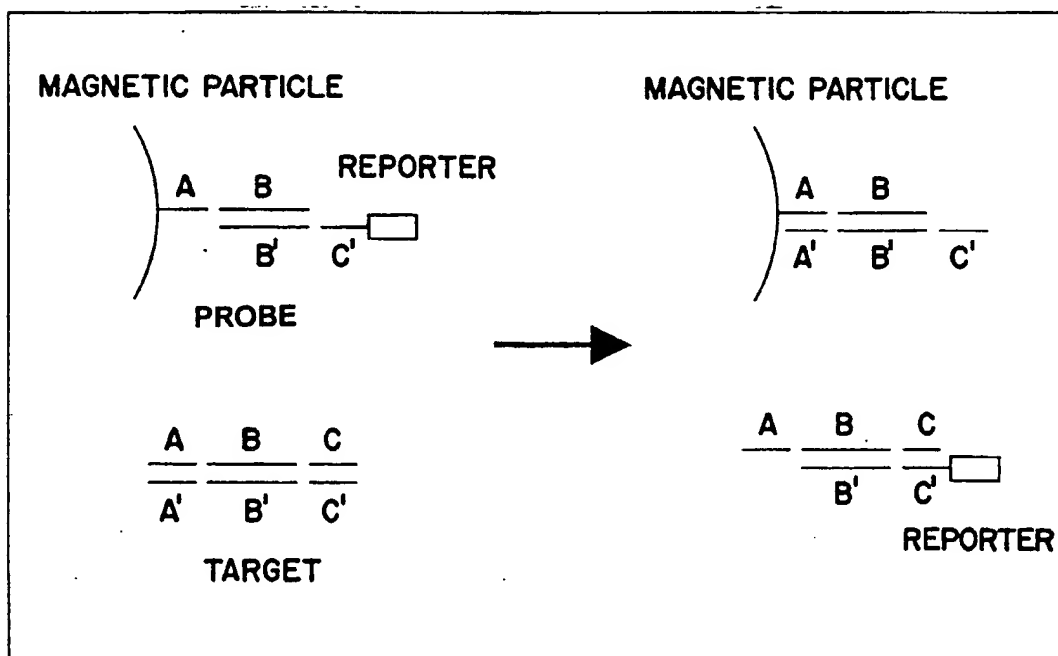 MAGNETIC PARTICLE
A B
REPORTER
B' C'
PROBE
A B C
A' B' C'
TARGET
MAGNETIC PARTICLE
A B
A' B' C'
A B C
B' C'
REPORTER